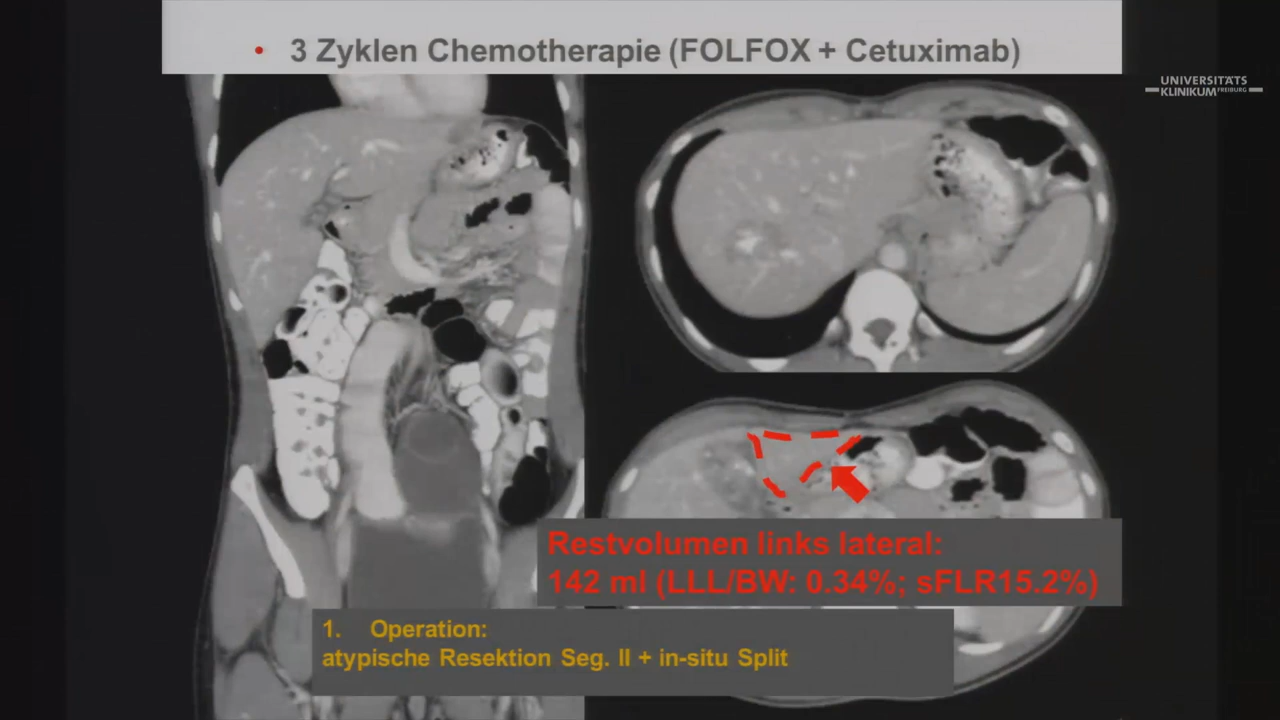 • 3 Zyklen Chemotherapie (FOLFOX + Cetuximab)
UNIVERSITÄTS
KLINIKUM FREIBURG
Restvolumen links lateral:
142 ml (LLL/BW: 0.34%; sFLR15.2%)
1. Operation:
atypische Resektion Seg. II + in-situ Split